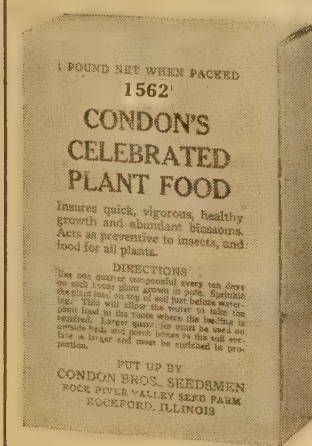 1 POUND NET WHEN PACKED
1562
CONDON'S
CELEBRATED
PLANT FOOD
Insures quick, vigorous, healthy
growth and abundant blossoms.
Acts as preventive to insects, and
food for all plants.
DIRECTIONS
Use one quarter teaspoonful every ten days
on each house plant grown in pots. Sprinkle
the plant food on top of soil just before water-
ing. This will allow the water to take the
plant food to the roots where the feeding is
required. Larger quantities must be used on
outside beds and porch boxes as the soil sur-
face is larger and must be enriched in pro-
portion.
PUT UP BY
CONDON BROS., SEEDSMEN
ROCK RIVER VALLEY SEED FARM
ROCKFORD, ILLINOIS